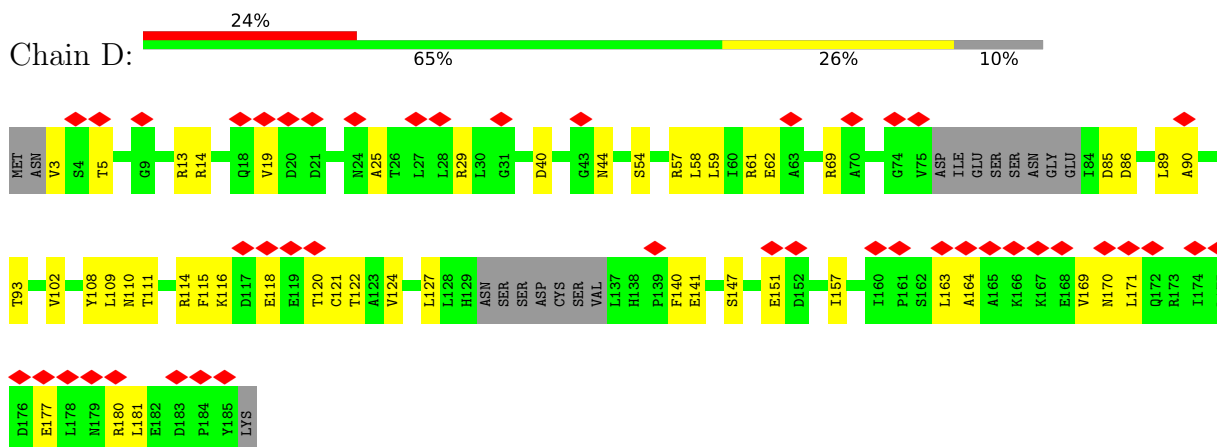 24%
Chain D:
65% 26% 10%
MET ASN V3 S4 T5 G9 R13 R14 Q18 V19 D20 D21 N24 A25 T26 L27 L28 R29 L30 G31 D40 G43 N44 S54 R57 L58 L59 I60 R61 E62 A63 R69 A70 G74 V75 ASP ILE GLU SER SER ASN GLY GLU I84 D85 D86 L89 A90
T93 V102 Y108 L109 N110 T111 R114 F115 K116 D117 E118 E119 T120 C121 T122 A123 V124 L127 L128 H129 ASN SER SER ASP CYS SER VAL L137 H138 P139 F140 E141 S147 E151 D152 I157 I160 P161 S162 L163 A164 A165 K166 K167 E168 V169 N170 L171 Q172 R173 I174
D176 E177 L178 N179 R180 L181 E182 D183 P184 Y185 LYS